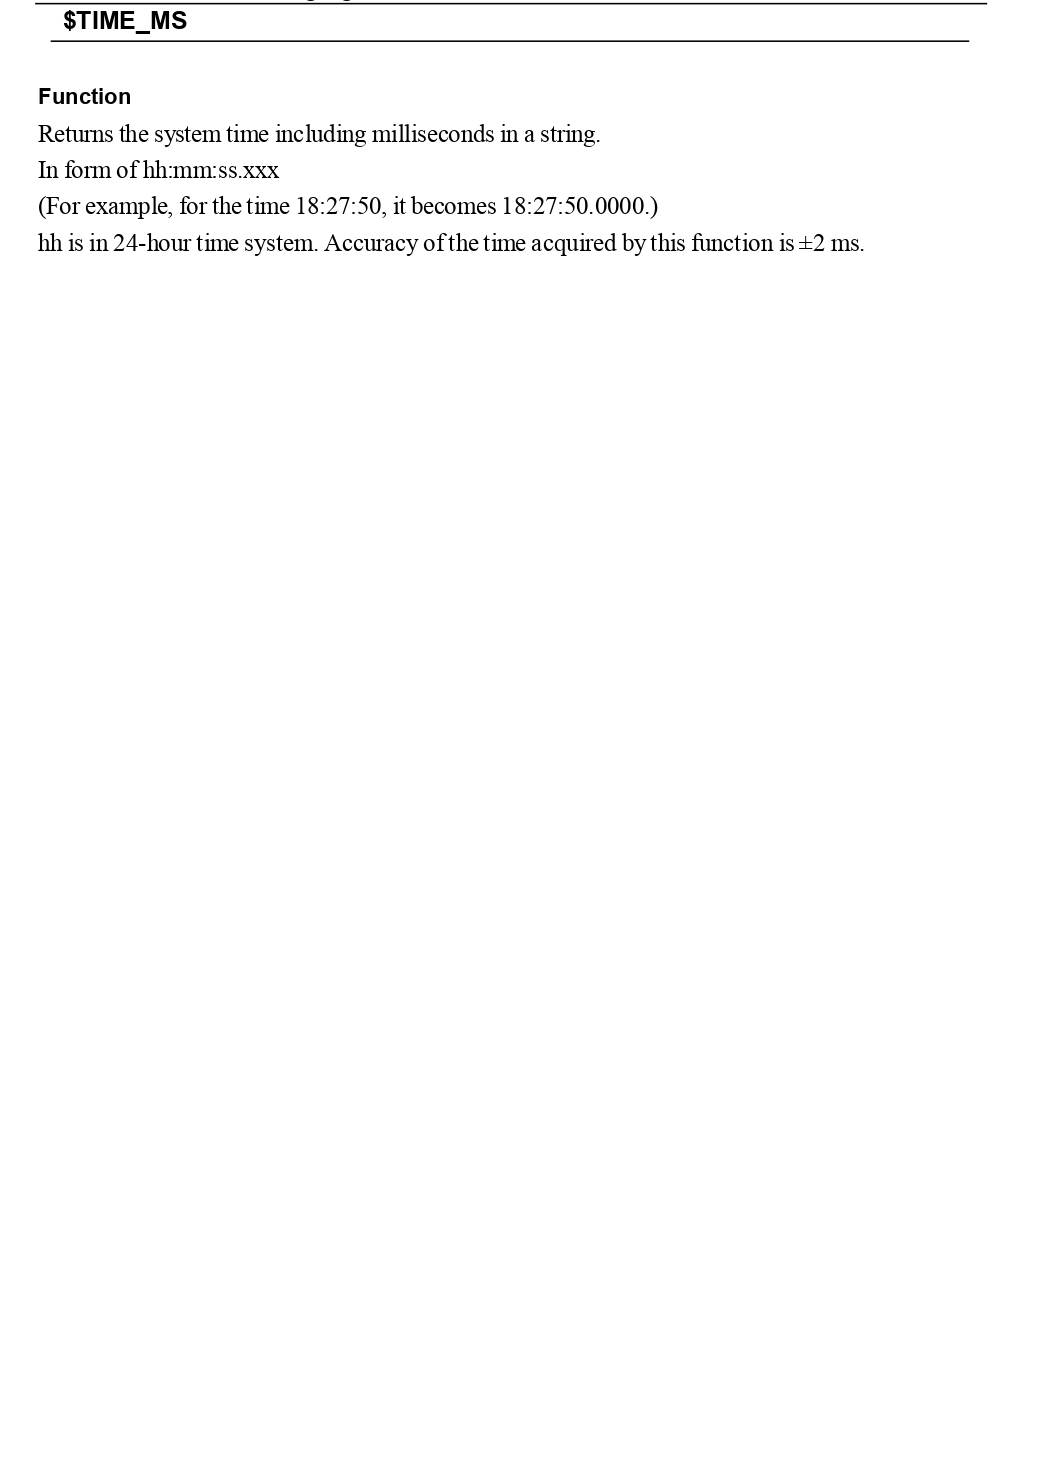 $TIME_MS
Function
Returns the system time including milliseconds in a string.
In form of hh:mm:ss.xxx
(For example, for the time 18:27:50, it becomes 18:27:50.0000.)
hh is in 24-hour time system. Accuracy of the time acquired by this function is ±2 ms.